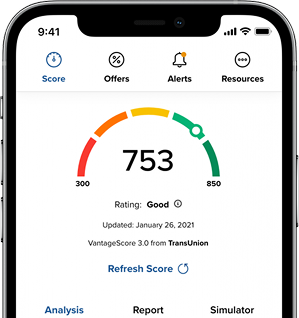 9:41
Score Offers Alerts Resources
753
300 850
Rating: Good
Updated: January 26, 2021
VantageScore 3.0 from TransUnion
Refresh Score
Analysis Report Simulator